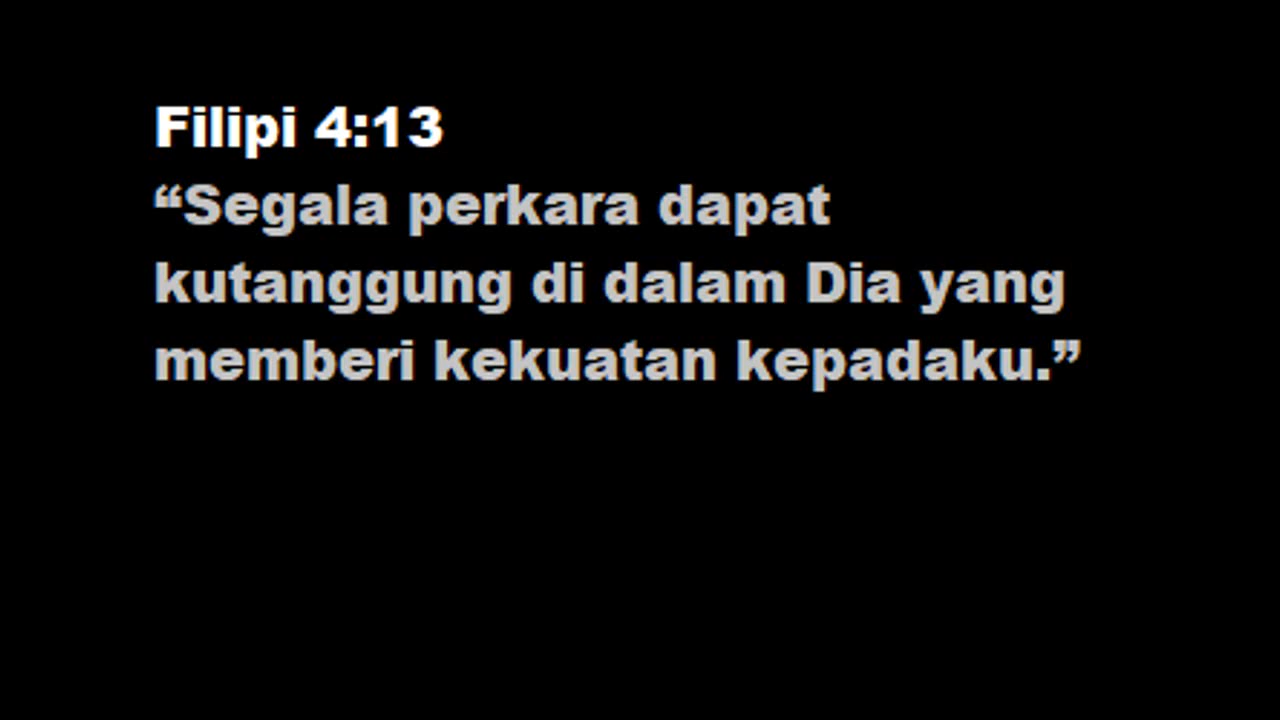 Filipi 4:13
“Segala perkara dapat
kutanggung di dalam Dia yang
memberi kekuatan kepadaku.”